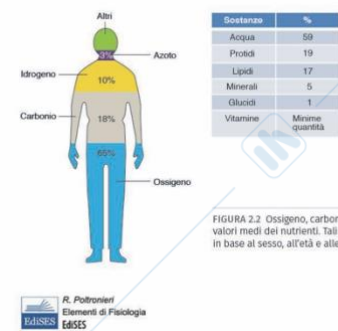 Altri
3%
Azoto
Idrogeno
10%
Carbonio
18%
65%
Ossigeno
Sostanze %
Acqua 59
Protidi 19
Lipidi 17
Minerali 5
Glucidi 1
Vitamine Minime quantità
FIGURA 2.2 Ossigeno, carbon
valori medi dei nutrienti. Tali
in base al sesso, all'età e alle
R. Poltronieri
Elementi di Fisiologia
EdiSES EdiSES